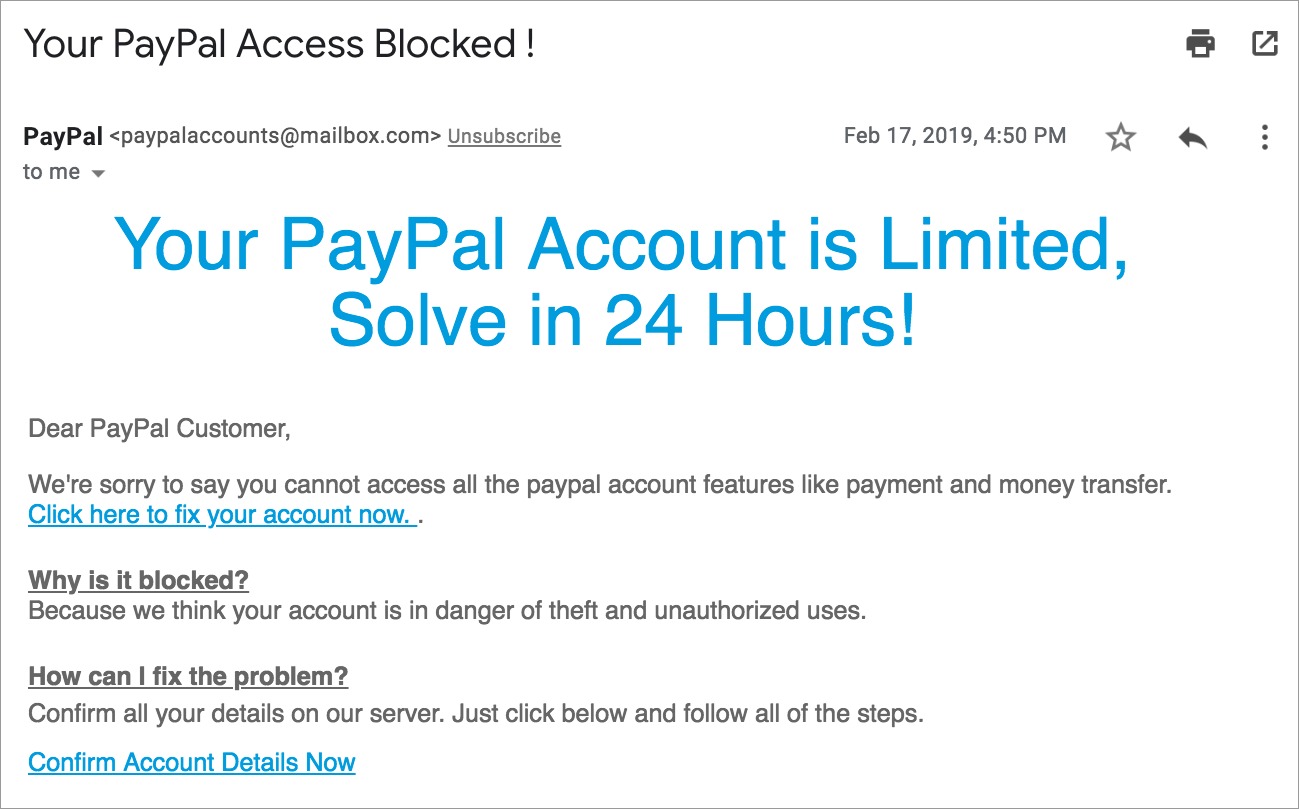 Your PayPal Access Blocked !
PayPal <paypalaccounts@mailbox.com> Unsubscribe
Feb 17, 2019, 4:50 PM
to me
Your PayPal Account is Limited,
Solve in 24 Hours!
Dear PayPal Customer,
We're sorry to say you cannot access all the paypal account features like payment and money transfer.
Click here to fix your account now. .
Why is it blocked?
Because we think your account is in danger of theft and unauthorized uses.
How can I fix the problem?
Confirm all your details on our server. Just click below and follow all of the steps.
Confirm Account Details Now